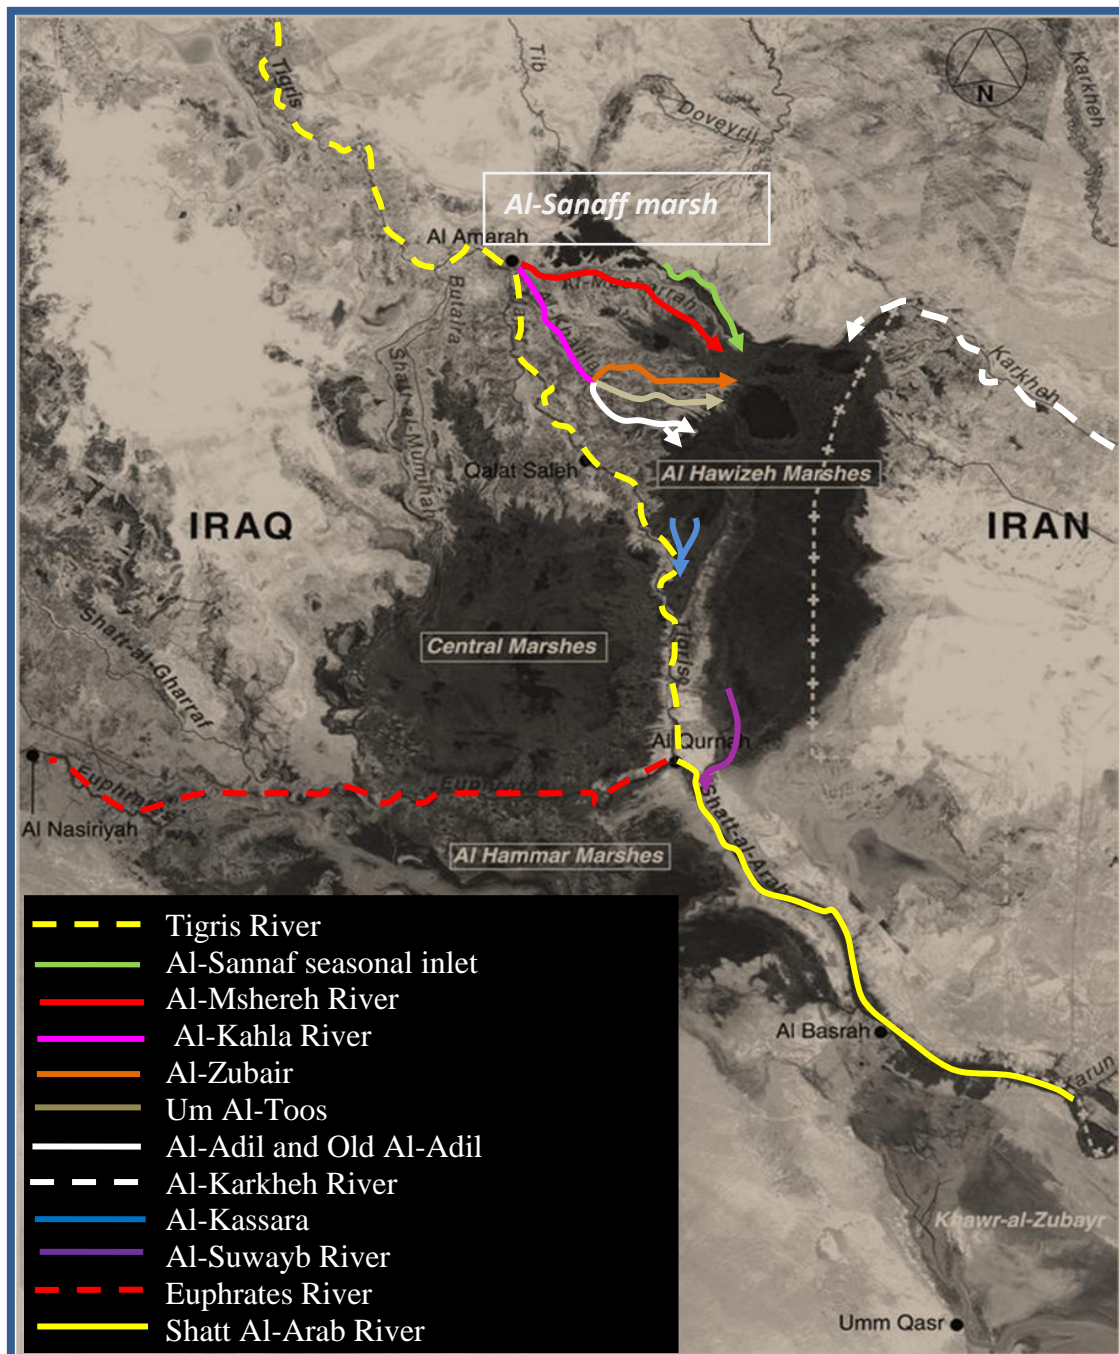 Tigris
Tib
Doveyrij
Karkheh
N
Al-Sanaff marsh
Al Amarah
Butaira
Shatt-al-Muminah
Karkheh
Qalat Saleh
Al Hawizeh Marshes
IRAQ
IRAN
Central Marshes
Tigris
Shatt-al-Gharraf
Al Qurnah
Euphrates
Euphrates
Al Nasiriyah
Shatt-al-Arab
Al Hammar Marshes
Al Basrah
Karun
Khawr-al-Zubayr
Umm Qasr
Tigris River
Al-Sannaf seasonal inlet
Al-Mshereh River
Al-Kahla River
Al-Zubair
Um Al-Toos
Al-Adil and Old Al-Adil
Al-Karkheh River
Al-Kassara
Al-Suwayb River
Euphrates River
Shatt Al-Arab River